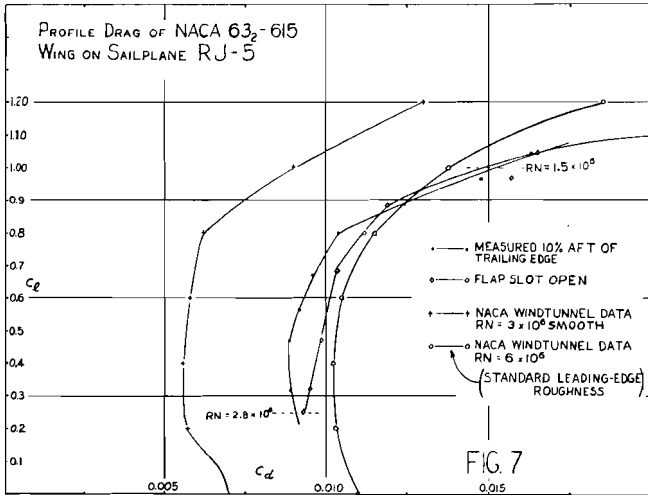 PROFILE DRAG OF NACA 63₂-615
WING ON SAILPLANE RJ-5
1.20
1.10
1.00
0.9
0.8
0.7
0.6
0.5
0.4
0.3
0.2
0.1
Cℓ
RN=1.5×10⁶
MEASURED 10% AFT OF
TRAILING EDGE
FLAP SLOT OPEN
NACA WINDTUNNEL DATA
RN = 3×10⁶ SMOOTH
NACA WINDTUNNEL DATA
RN = 6×10⁶
(STANDARD LEADING-EDGE
ROUGHNESS)
RN=2.8×10⁶
FIG. 7
0.005
Cd
0.010
0.015